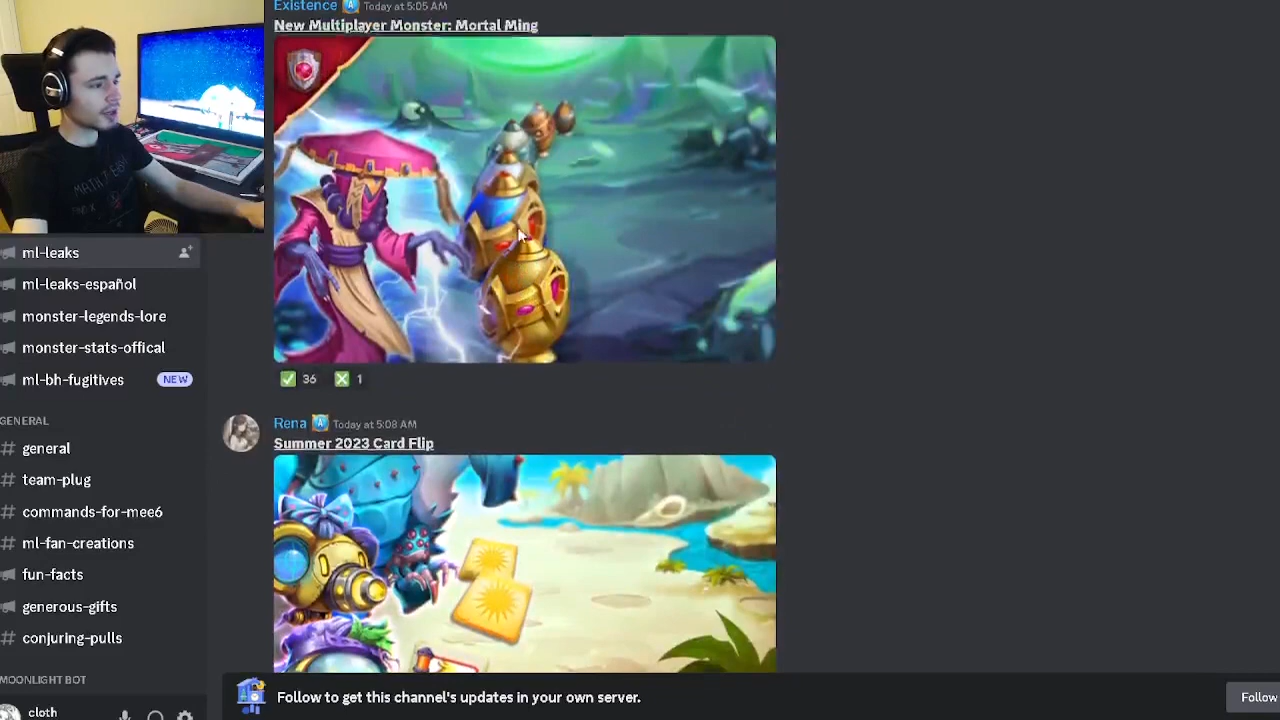 Existence Today at 5:05 AM
New Multiplayer Monster: Mortal Ming
ml-leaks
ml-leaks-español
monster-legends-lore
monster-stats-offical
ml-bh-fugitives NEW
GENERAL
general
team-plug
commands-for-mee6
ml-fan-creations
fun-facts
generous-gifts
conjuring-pulls
MOONLIGHT BOT
cloth
36 1
Rena Today at 5:08 AM
Summer 2023 Card Flip
Follow to get this channel's updates in your own server.
Follow